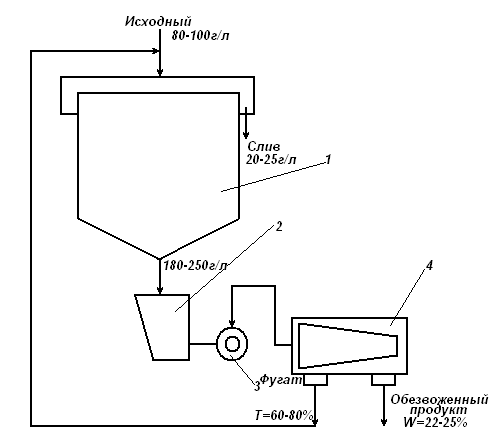 Исходный
80-100г/л
Слив
20-25г/л
1
2
180-250г/л
4
3
Фугат
Т=60-80%
Обезвоженный
продукт
W=22-25%